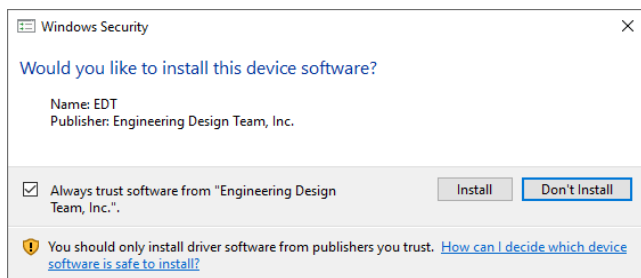 Windows Security
Would you like to install this device software?
Name: EDT
Publisher: Engineering Design Team, Inc.
Always trust software from "Engineering Design
Team, Inc.".
Install
Don't Install
You should only install driver software from publishers you trust. How can I decide which device
software is safe to install?